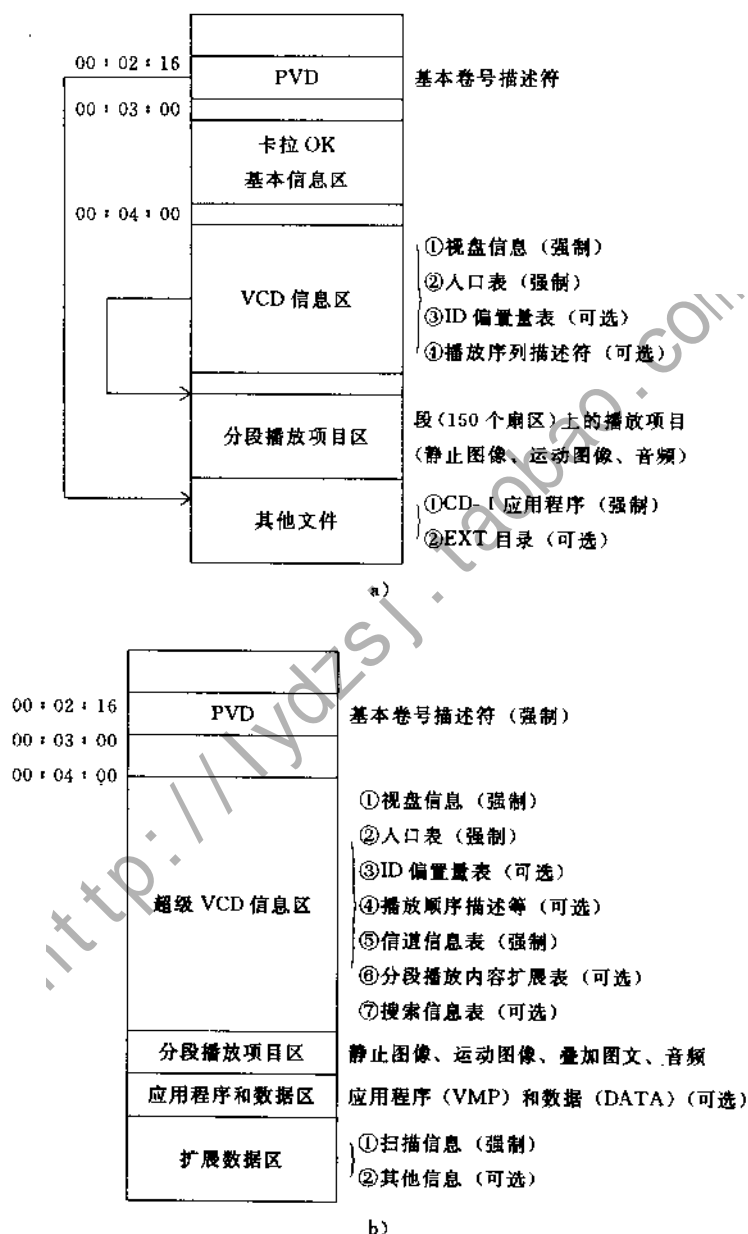 00:02:16
PVD
基本卷号描述符
00:03:00
卡拉 OK
基本信息区
00:04:00
VCD 信息区
①视盘信息（强制）
②人口表（强制）
③ID 偏置量表（可选）
④播放序列描述符（可选）
分段播放项目区
段(150 个扇区)上的播放项目
(静止图像、运动图像、音频)
其他文件
①CD-I 应用程序（强制）
②EXT 目录（可选）
a)
00:02:16
PVD
基本卷号描述符（强制）
00:03:00
00:04:00
超级 VCD 信息区
①视盘信息（强制）
②人口表（强制）
③ID 偏置量表（可选）
④播放顺序描述等（可选）
⑤信道信息表（强制）
⑥分段播放内容扩展表（可选）
⑦搜索信息表（可选）
分段播放项目区
静止图像、运动图像、叠加图文、音频
应用程序和数据区
应用程序（VMP）和数据（DATA）（可选）
扩展数据区
①扫描信息（强制）
②其他信息（可选）
b)
http://lydzsj.taobao.com